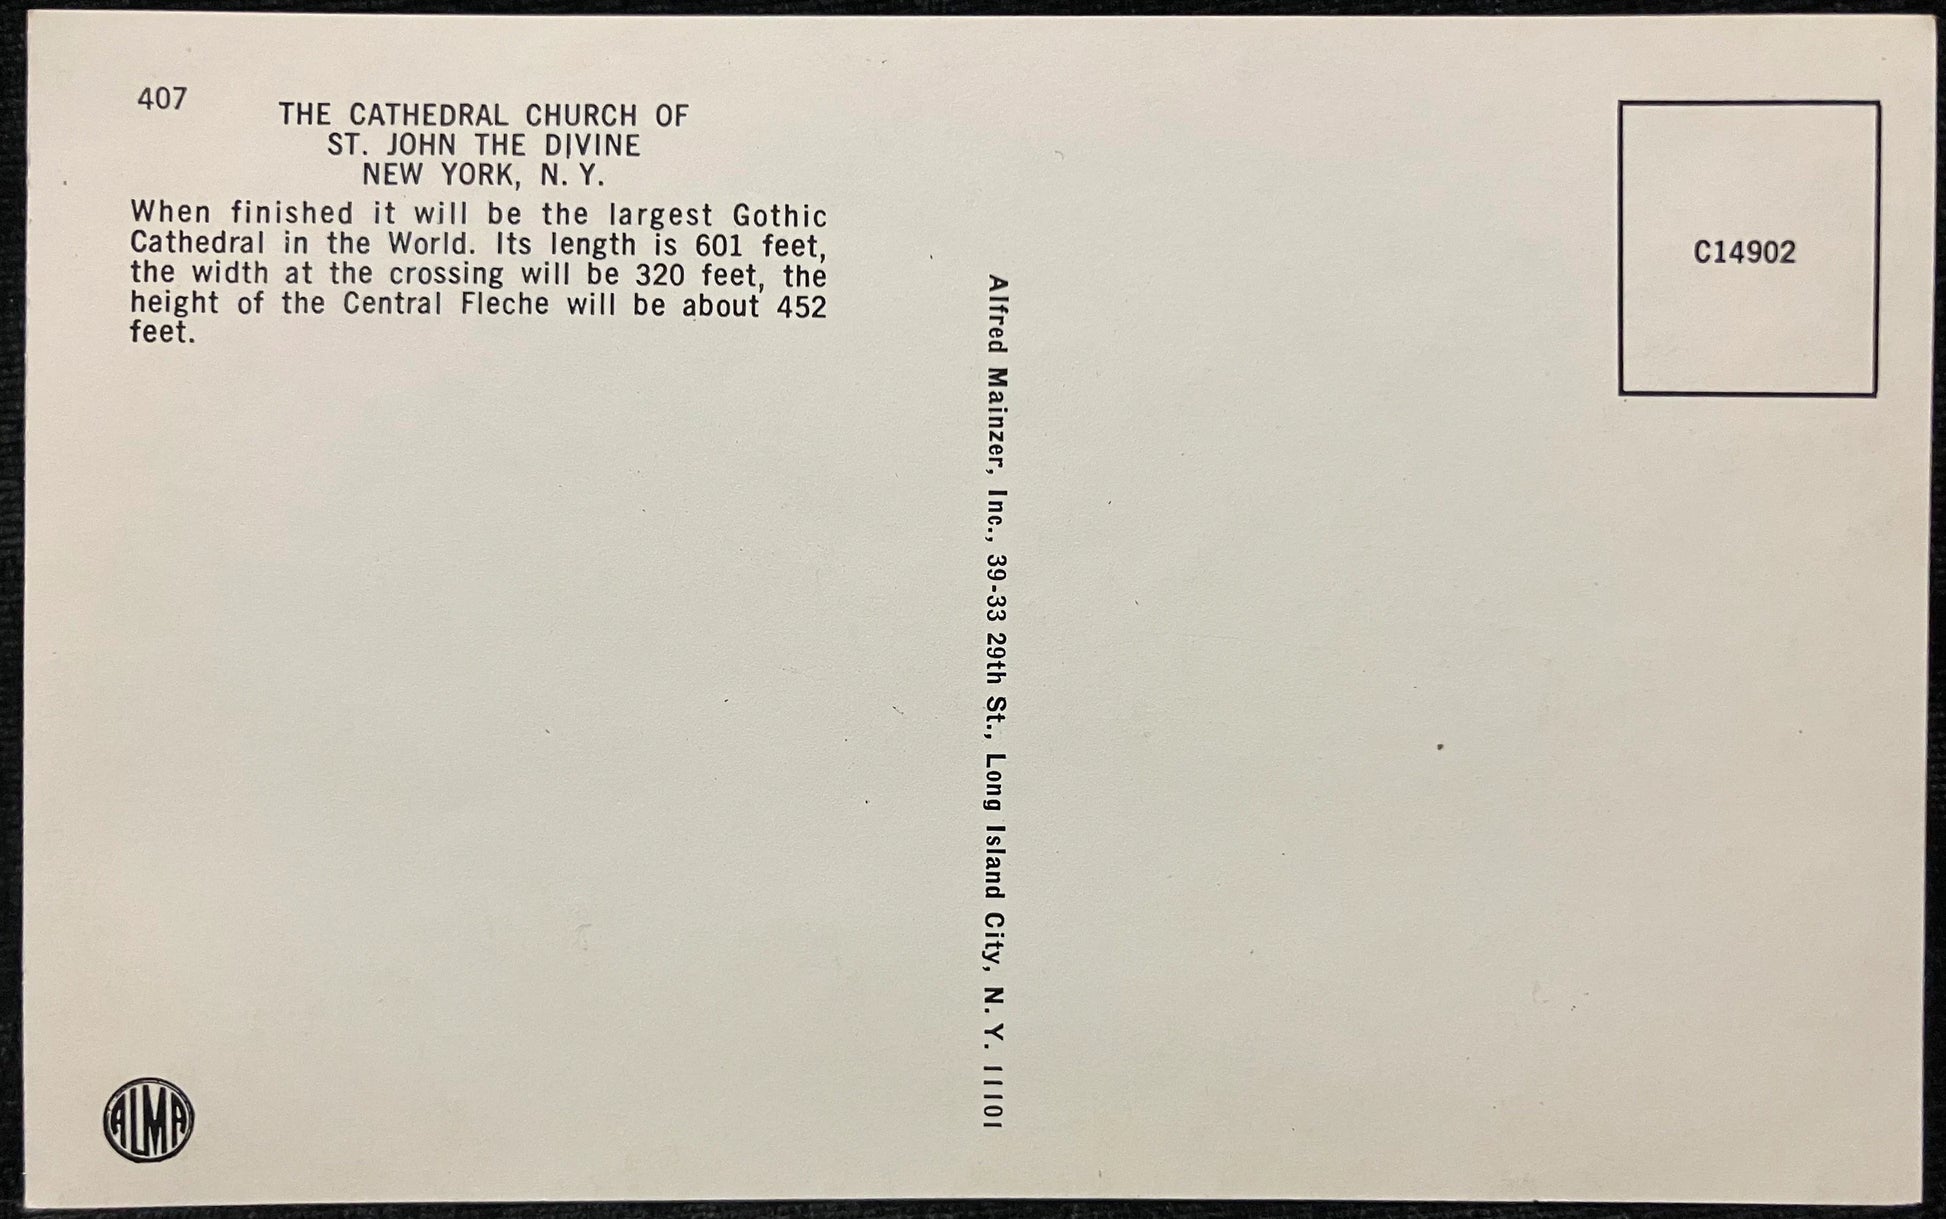 407
THE CATHEDRAL CHURCH OF
ST. JOHN THE DIVINE
NEW YORK, N. Y.
When finished it will be the largest Gothic
Cathedral in the World. Its length is 601 feet,
the width at the crossing will be 320 feet, the
height of the Central Fleche will be about 452
feet.
Alfred Mainzer, Inc., 39-33 29th St., Long Island City, N. Y. 11101
C14902
ALMA